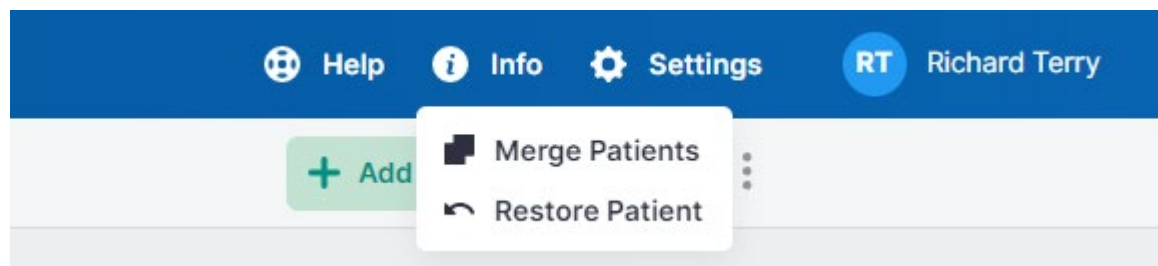 Help Info Settings RT Richard Terry
Merge Patients
Add
Restore Patient